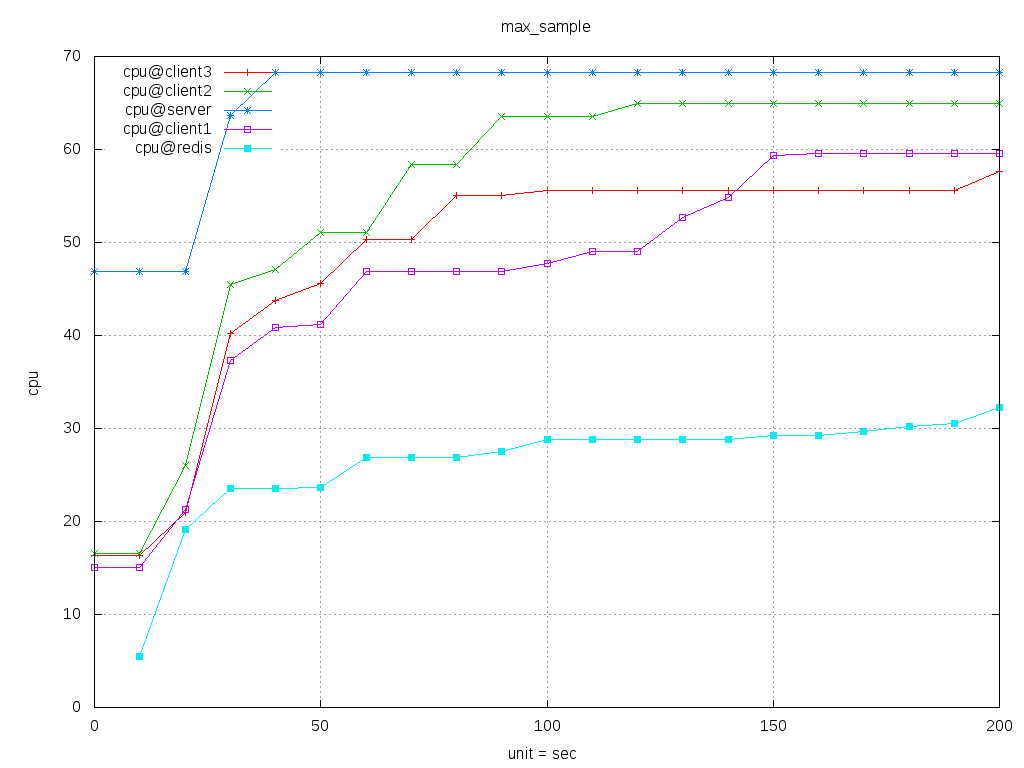 max_sample
70
60
50
40
30
20
10
0
cpu
cpu@client3
cpu@client2
cpu@server
cpu@client1
cpu@redis
0 50 100 150 200
unit = sec